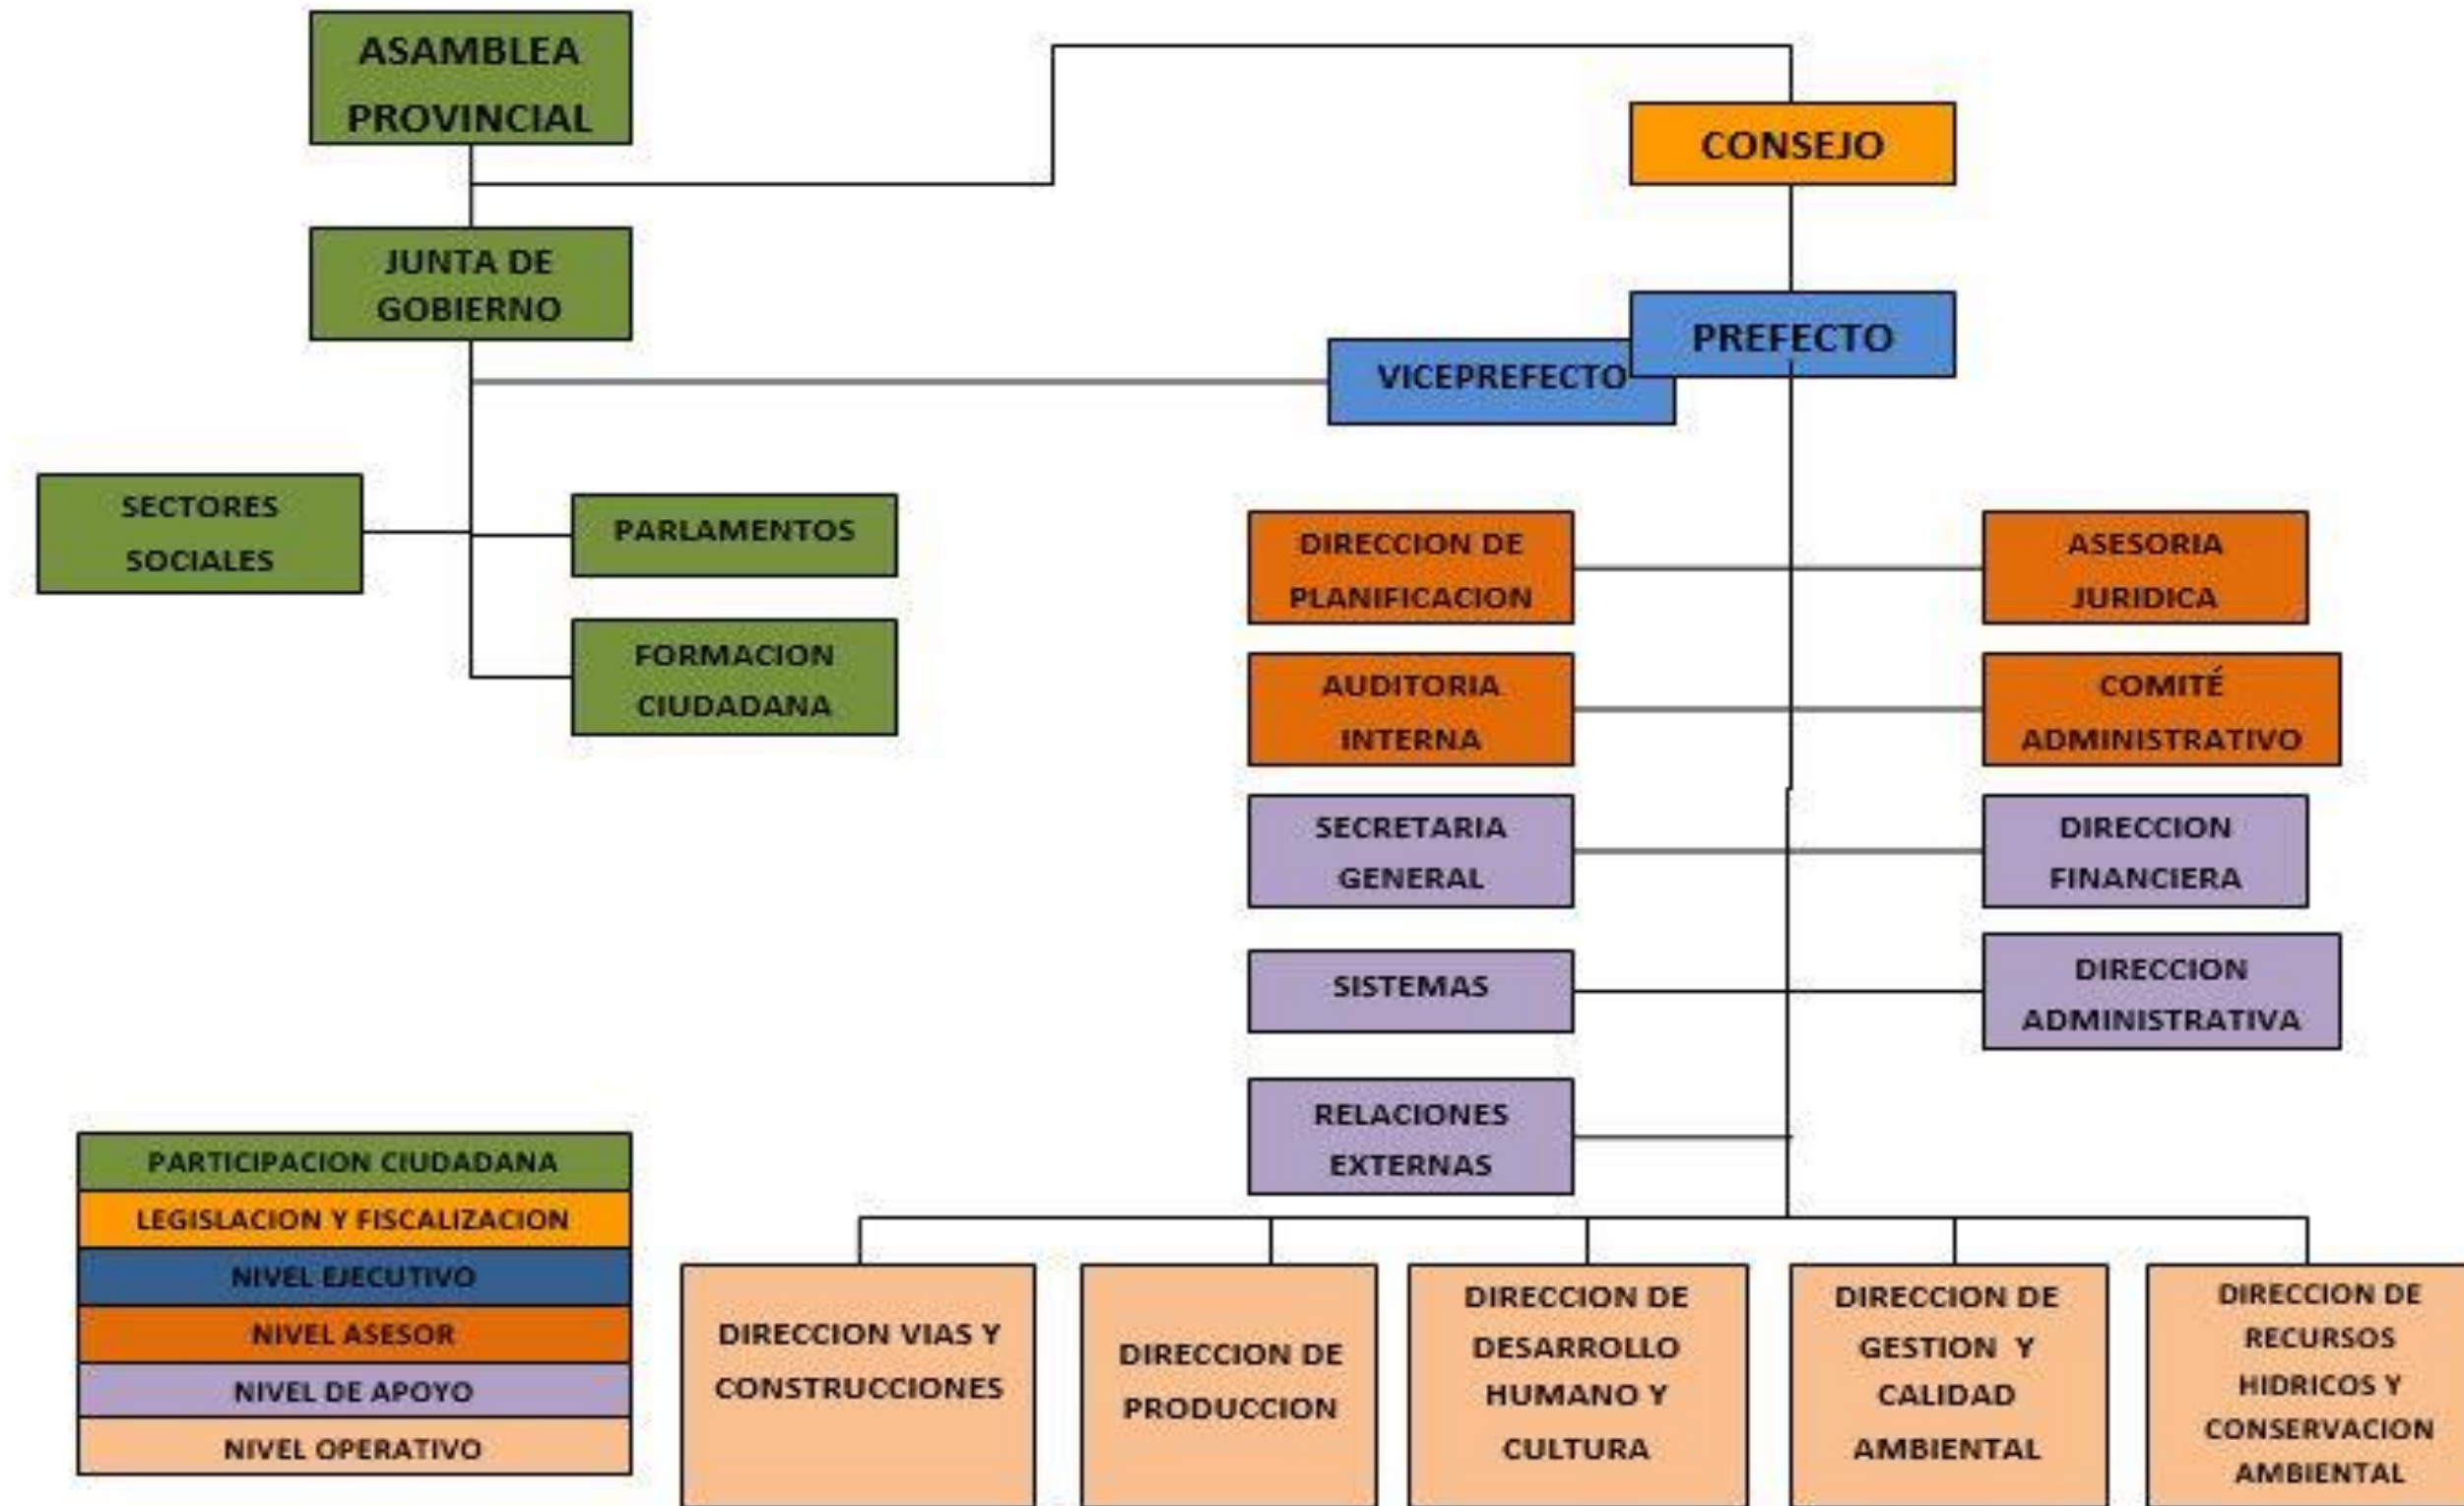 ASAMBLEA
PROVINCIAL
CONSEJO
JUNTA DE
GOBIERNO
PREFECTO
VICEPREFECTO
SECTORES
SOCIALES
PARLAMENTOS
FORMACION
CIUDADANA
DIRECCION DE
PLANIFICACION
ASESORIA
JURIDICA
AUDITORIA
INTERNA
COMITÉ
ADMINISTRATIVO
SECRETARIA
GENERAL
DIRECCION
FINANCIERA
SISTEMAS
DIRECCION
ADMINISTRATIVA
RELACIONES
EXTERNAS
PARTICIPACION CIUDADANA
LEGISLACION Y FISCALIZACION
NIVEL EJECUTIVO
NIVEL ASESOR
NIVEL DE APOYO
NIVEL OPERATIVO
DIRECCION VIAS Y
CONSTRUCCIONES
DIRECCION DE
PRODUCCION
DIRECCION DE
DESARROLLO
HUMANO Y
CULTURA
DIRECCION DE
GESTION Y
CALIDAD
AMBIENTAL
DIRECCION DE
RECURSOS
HIDRICOS Y
CONSERVACION
AMBIENTAL